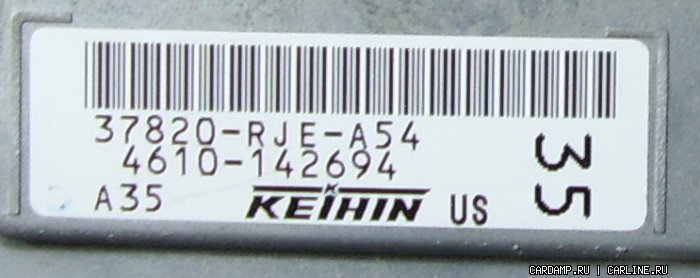 37820-RJE-A54
4610-142694
A35
KEIHIN US
35
CARDAMP.RU | CARLINE.RU